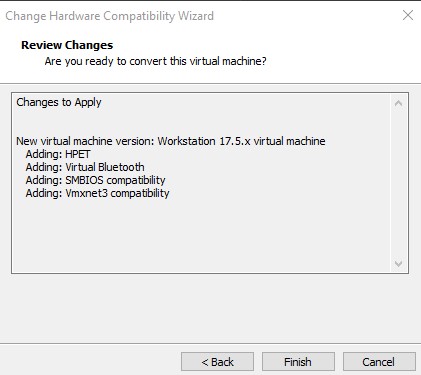 Change Hardware Compatibility Wizard
Review Changes
Are you ready to convert this virtual machine?
Changes to Apply
New virtual machine version: Workstation 17.5.x virtual machine
Adding: HPET
Adding: Virtual Bluetooth
Adding: SMBIOS compatibility
Adding: Vmxnet3 compatibility
< Back Finish Cancel